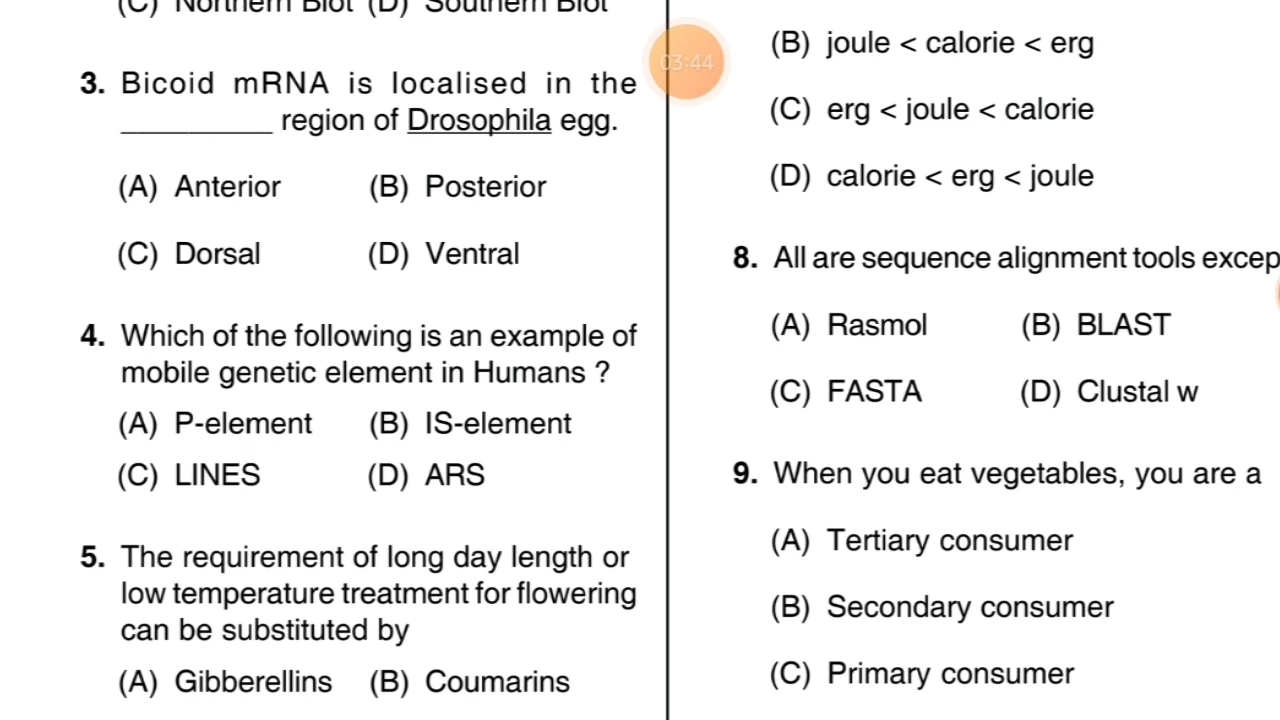 (C) Northern Blot (D) Southern Blot
3. Bicoid mRNA is localised in the
__________ region of Drosophila egg.
(A) Anterior (B) Posterior
(C) Dorsal (D) Ventral
4. Which of the following is an example of
mobile genetic element in Humans ?
(A) P-element (B) IS-element
(C) LINES (D) ARS
5. The requirement of long day length or
low temperature treatment for flowering
can be substituted by
(A) Gibberellins (B) Coumarins
03:44
(B) joule < calorie < erg
(C) erg < joule < calorie
(D) calorie < erg < joule
8. All are sequence alignment tools excep
(A) Rasmol (B) BLAST
(C) FASTA (D) Clustal w
9. When you eat vegetables, you are a
(A) Tertiary consumer
(B) Secondary consumer
(C) Primary consumer